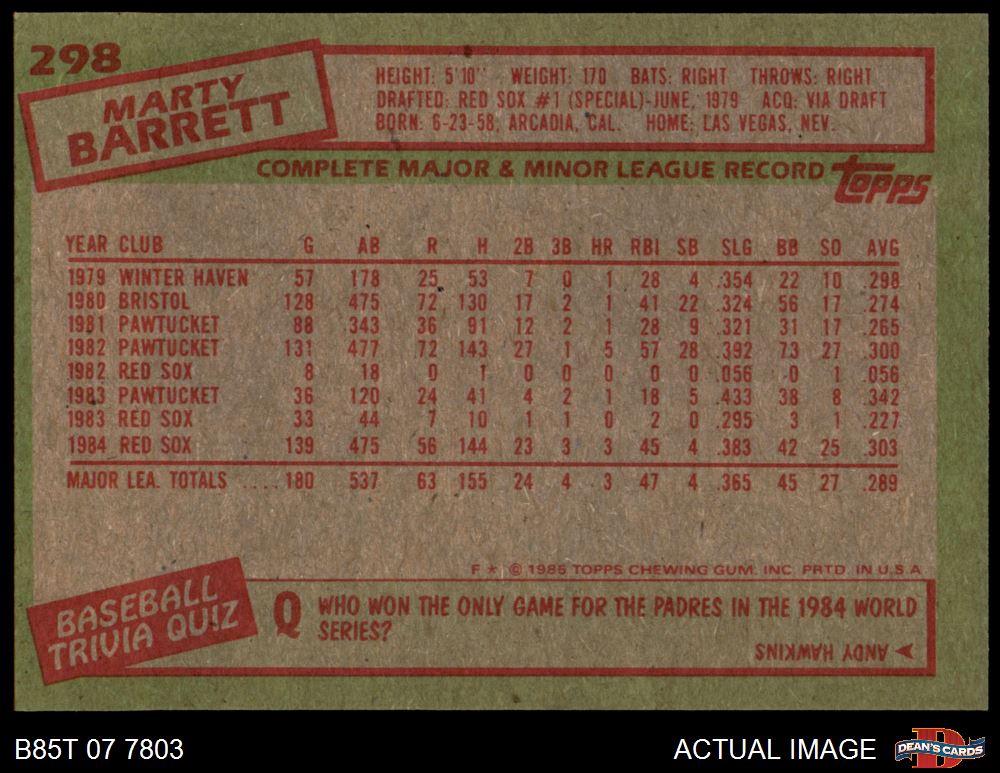 298
MARTY
BARRETT
HEIGHT: 5'10" WEIGHT: 170 BATS: RIGHT THROWS: RIGHT
DRAFTED: RED SOX #1 (SPECIAL)-JUNE, 1979 ACQ: VIA DRAFT
BORN: 6-23-58, ARCADIA, CAL. HOME: LAS VEGAS, NEV.
COMPLETE MAJOR & MINOR LEAGUE RECORD topps
YEAR CLUB G AB R H 2B 3B HR RBI SB SLG BB SO AVG
1979 WINTER HAVEN 57 178 25 53 7 0 1 28 4 .354 22 10 .298
1980 BRISTOL 128 475 72 130 17 2 1 41 22 .324 56 17 .274
1981 PAWTUCKET 88 343 36 91 12 2 1 28 9 .321 31 17 .265
1982 PAWTUCKET 131 477 72 143 27 1 5 57 28 .392 73 27 .300
1982 RED SOX 8 18 0 1 0 0 0 0 0 .056 0 1 .056
1983 PAWTUCKET 36 120 24 41 4 2 1 18 5 .433 38 8 .342
1983 RED SOX 33 44 7 10 1 1 0 2 0 .295 3 1 .227
1984 RED SOX 139 475 56 144 23 3 3 45 4 .383 42 25 .303
MAJOR LEA. TOTALS ....180 537 63 155 24 4 3 47 4 .365 45 27 .289
F * © 1985 TOPPS CHEWING GUM, INC. PRTD. IN U.S.A
BASEBALL
TRIVIA QUIZ
Q WHO WON THE ONLY GAME FOR THE PADRES IN THE 1984 WORLD
SERIES?
ANDY HAWKINS
B85T 07 7803
ACTUAL IMAGE
DEAN'S CARDS